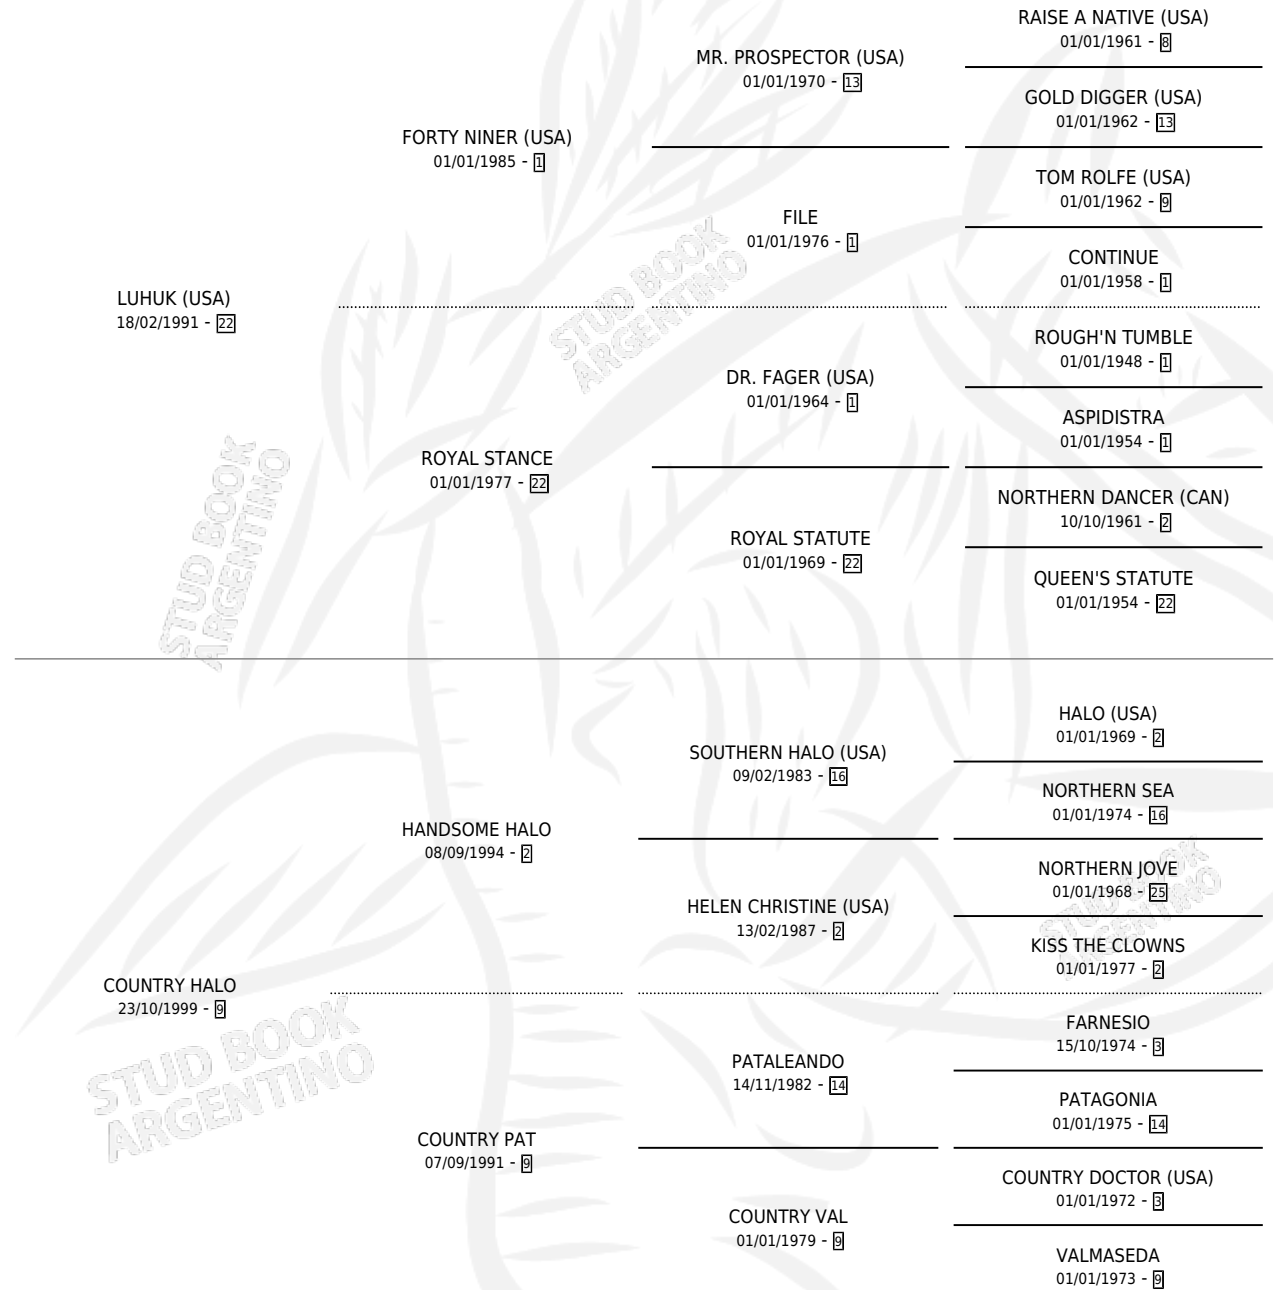 RAISE A NATIVE (USA)
01/01/1961 - 8
MR. PROSPECTOR (USA)
01/01/1970 - 13
GOLD DIGGER (USA)
01/01/1962 - 13
FORTY NINER (USA)
01/01/1985 - 1
TOM ROLFE (USA)
01/01/1962 - 9
FILE
01/01/1976 - 1
CONTINUE
01/01/1958 - 1
LUHUK (USA)
18/02/1991 - 22
STUD BOOK
ARGENTINO
ROUGH'N TUMBLE
01/01/1948 - 1
DR. FAGER (USA)
01/01/1964 - 1
ASPIDISTRA
01/01/1954 - 1
ROYAL STANCE
01/01/1977 - 22
NORTHERN DANCER (CAN)
10/10/1961 - 2
ROYAL STATUTE
01/01/1969 - 22
QUEEN'S STATUTE
01/01/1954 - 22
STUD BOOK
ARGENTINO
HALO (USA)
01/01/1969 - 2
SOUTHERN HALO (USA)
09/02/1983 - 16
NORTHERN SEA
01/01/1974 - 16
HANDSOME HALO
08/09/1994 - 2
NORTHERN JOVE
01/01/1968 - 25
HELEN CHRISTINE (USA)
13/02/1987 - 2
STUD BOOK
ARGENTINO
KISS THE CLOWNS
01/01/1977 - 2
COUNTRY HALO
23/10/1999 - 9
STUD BOOK
ARGENTINO
FARNESIO
15/10/1974 - 3
PATALEANDO
14/11/1982 - 14
PATAGONIA
01/01/1975 - 14
COUNTRY PAT
07/09/1991 - 9
COUNTRY DOCTOR (USA)
01/01/1972 - 3
COUNTRY VAL
01/01/1979 - 9
VALMASEDA
01/01/1973 - 9